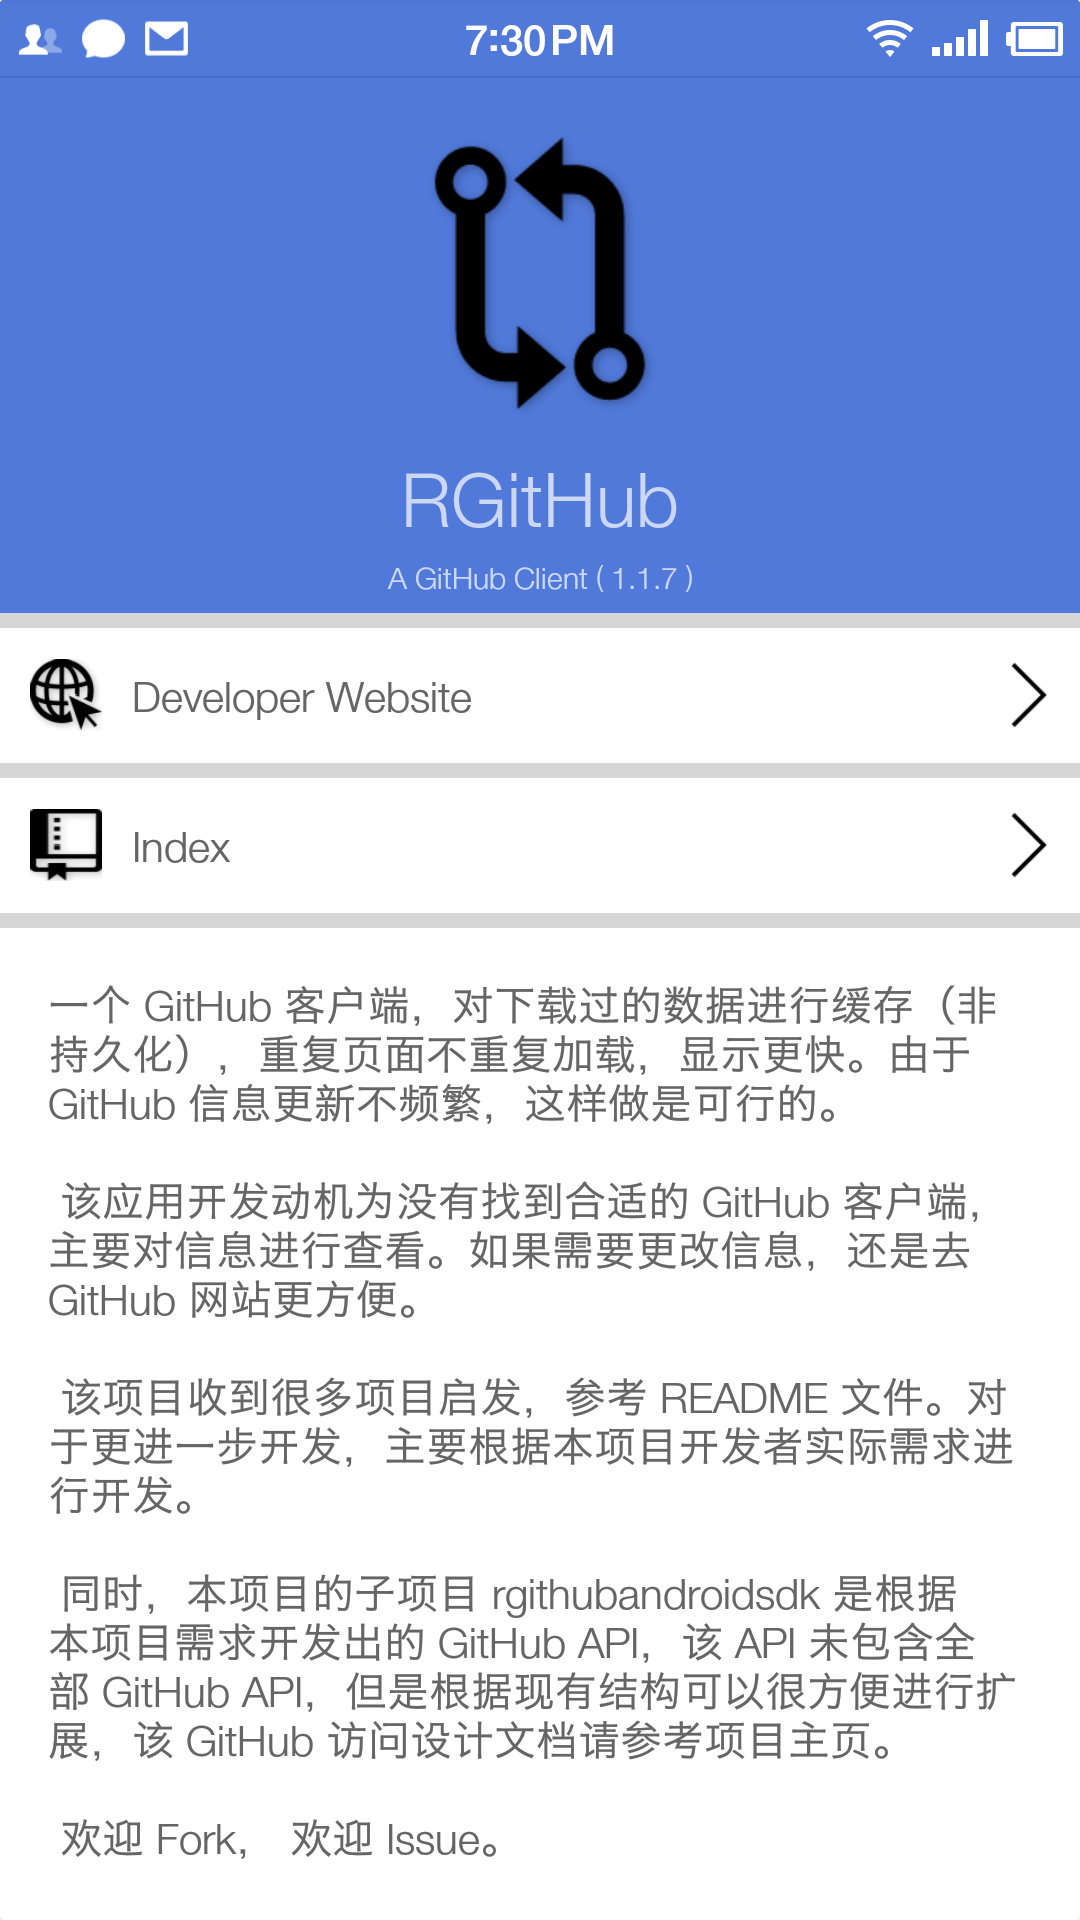 7:30PM
RGitHub
A GitHub Client ( 1.1.7 )
Developer Website
Index
一个 GitHub 客户端，对下载过的数据进行缓存（非
持久化），重复页面不重复加载，显示更快。由于
GitHub 信息更新不频繁，这样做是可行的。
该应用开发动机为没有找到合适的 GitHub 客户端，
主要对信息进行查看。如果需要更改信息，还是去
GitHub 网站更方便。
该项目收到很多项目启发，参考 README 文件。对
于更进一步开发，主要根据本项目开发者实际需求进
行开发。
同时，本项目的子项目 rgithubandroidsdk 是根据
本项目需求开发出的 GitHub API，该 API 未包含全
部 GitHub API，但是根据现有结构可以很方便进行扩
展，该 GitHub 访问设计文档请参考项目主页。
欢迎 Fork， 欢迎 Issue。